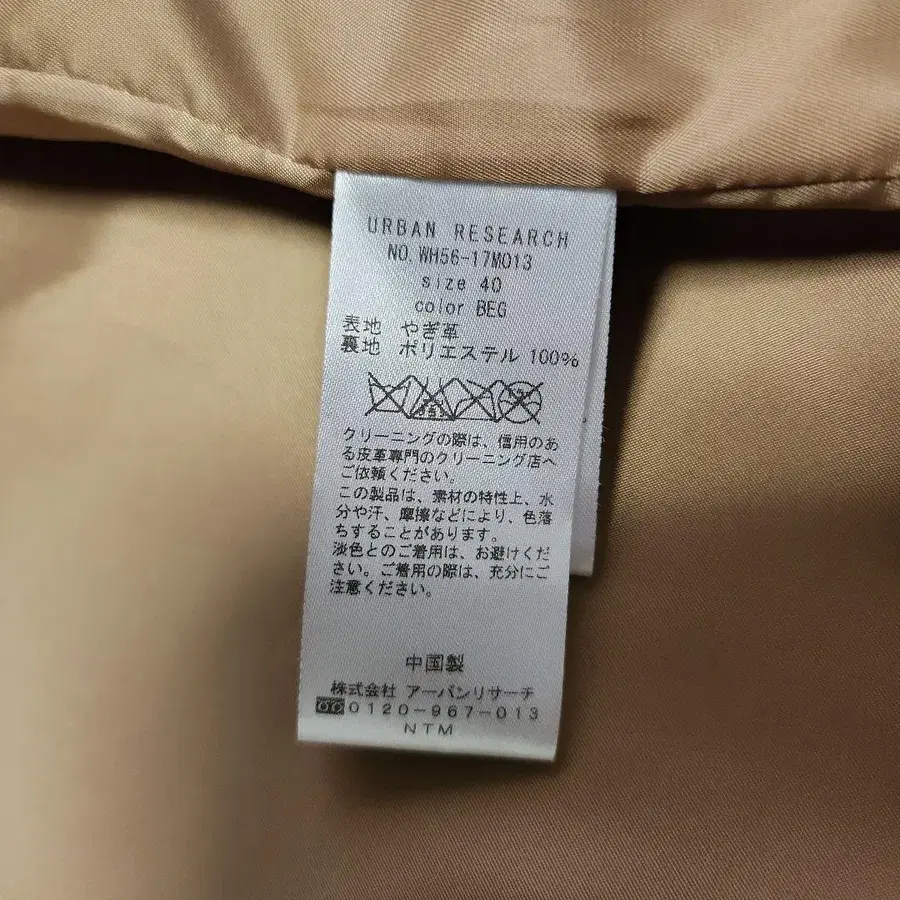 URBAN RESEARCH
NO. WH56-17M013
size 40
color BEG
表地 やぎ革
裏地 ポリエステル 100%
クリーニングの際は、信用のあ
る皮革専門のクリーニング店へ
ご依頼ください。
この製品は、素材の特性上、水
分や汗、摩擦などにより、色落
ちすることがあります。
淡色とのご着用は、お避けくだ
さい。ご着用の際は、充分にご
注意ください。
中国製
株式会社 アーバンリサーチ
0120-967-013
NTM